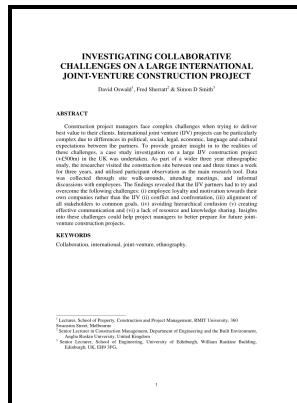 INVESTIGATING COLLABORATIVE
CHALLENGES ON A LARGE INTERNATIONAL
JOINT-VENTURE CONSTRUCTION PROJECT
David Oswald¹, Fred Sherratt² & Simon D Smith³
ABSTRACT
Construction project managers face complex challenges when trying to deliver
best value to their clients. International joint venture (IJV) projects can be particularly
complex due to differences in political, social, legal, economic, language and cultural
expectations between the partners. To provide greater insight in to the realities of
these challenges, a case study investigation on a large IJV construction project
(+£500m) in the UK was undertaken. As part of a wider three year ethnographic
study, the researcher visited the construction site between one and three times a week
for three years, and utilised participant observation as the main research tool. Data
was collected through site walk-arounds, attending meetings, and informal
discussions with employees. The findings revealed that the IJV partners had to try and
overcome the following challenges: (i) employee loyalty and motivation towards their
own companies rather than the IJV (ii) conflict and confrontation, (iii) alignment of
all stakeholders to common goals, (iv) avoiding hierarchical confusion (v) creating
effective communication and (vi) a lack of resource and knowledge sharing. Insights
into these challenges could help project managers to better prepare for future joint-
venture construction projects.
KEYWORDS
Collaboration, international, joint-venture, ethnography.
¹ Lecturer, School of Property, Construction and Project Management, RMIT University, 360
Swanston Street, Melbourne
² Senior Lecturer in Construction Management, Department of Engineering and the Built Environment,
Anglia Ruskin University, United Kingdom
³ Senior Lecturer, School of Engineering, University of Edinburgh, William Rankine Building,
Edinburgh, UK, EH9 3FG.
1